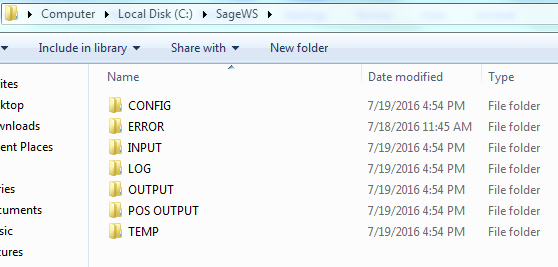 Computer ▸ Local Disk (C:) ▸ SageWS ▸
Include in library ▾ Share with ▾ New folder
Name Date modified Type
ites
CONFIG 7/19/2016 4:54 PM File folder
ktop
ERROR 7/18/2016 11:45 AM File folder
wnloads
INPUT 7/19/2016 4:54 PM File folder
ent Places
LOG 7/19/2016 4:54 PM File folder
OUTPUT 7/19/2016 4:54 PM File folder
ries
POS OUTPUT 7/19/2016 4:54 PM File folder
cuments
TEMP 7/19/2016 4:54 PM File folder
sic
tures